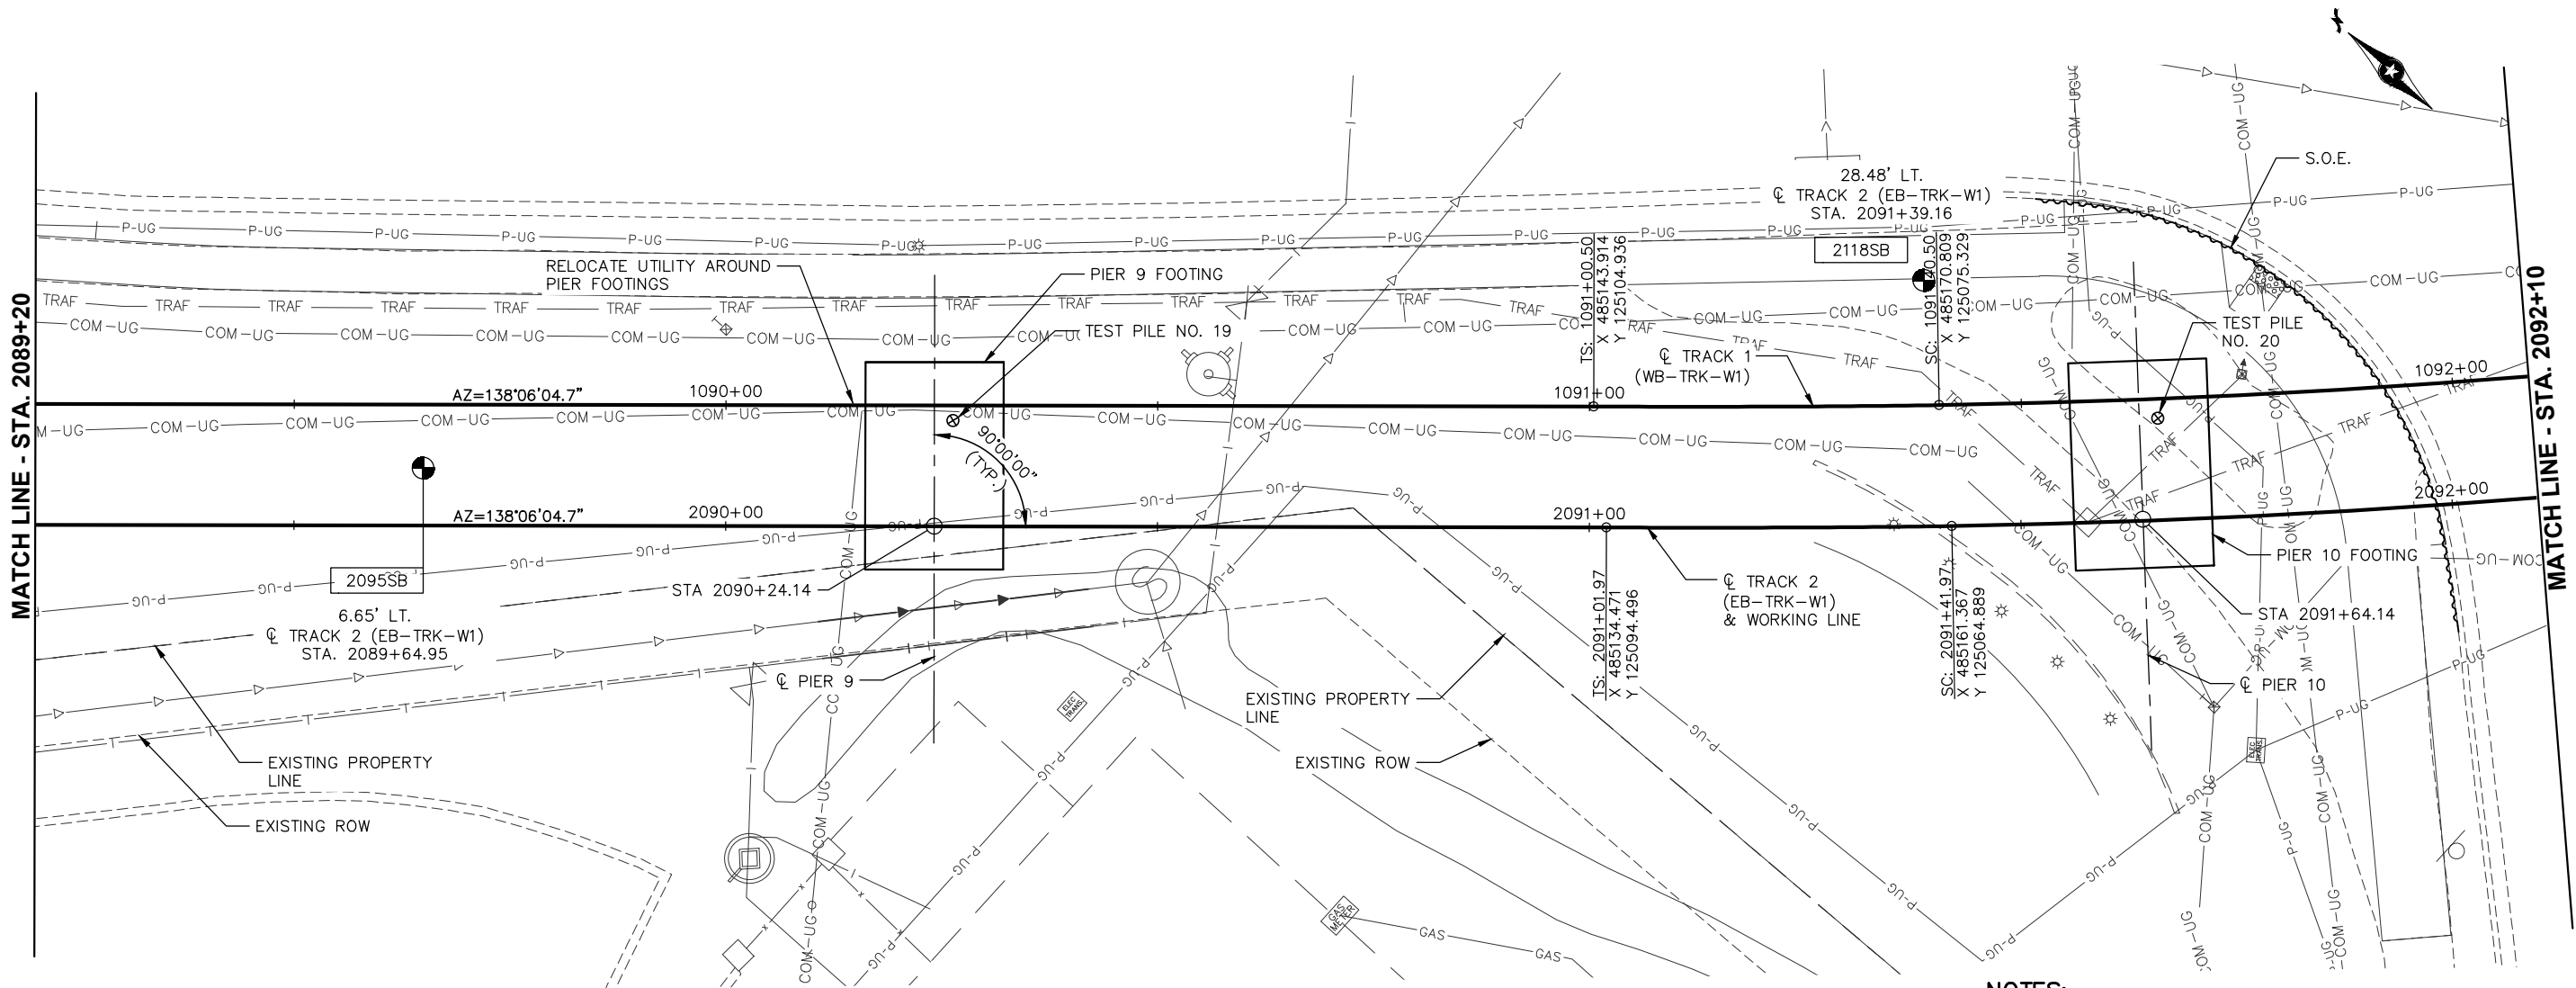 MATCH LINE - STA. 2089+20
MATCH LINE - STA. 2092+10
28.48' LT.
℄ TRACK 2 (EB-TRK-W1)
STA. 2091+39.16
2118SB
S.O.E.
RELOCATE UTILITY AROUND
PIER FOOTINGS
PIER 9 FOOTING
TEST PILE NO. 19
TS: 1091+00.50
X 485143.914
Y 125104.936
X 485170.809
Y 125075.329
℄ TRACK 1
(WB-TRK-W1)
TEST PILE
NO. 20
AZ=138°06'04.7"
1090+00
1091+00
1092+00
90°00'00"
(TYP.)
AZ=138°06'04.7"
2090+00
2091+00
2092+00
2095SB
6.65' LT.
℄ TRACK 2 (EB-TRK-W1)
STA. 2089+64.95
STA 2090+24.14
℄ PIER 9
TS: 2091+01.97
X 485134.471
Y 125094.496
℄ TRACK 2
(EB-TRK-W1)
& WORKING LINE
SC: 2091+41.97
X 485161.367
Y 125064.889
PIER 10 FOOTING
STA 2091+64.14
℄ PIER 10
EXISTING PROPERTY
LINE
EXISTING ROW
EXISTING PROPERTY
LINE
EXISTING ROW
ELEC
TRANS.
ELEC
TRANS.
GAS
METER
GAS
GAS
P-UG
COM-UG
TRAF